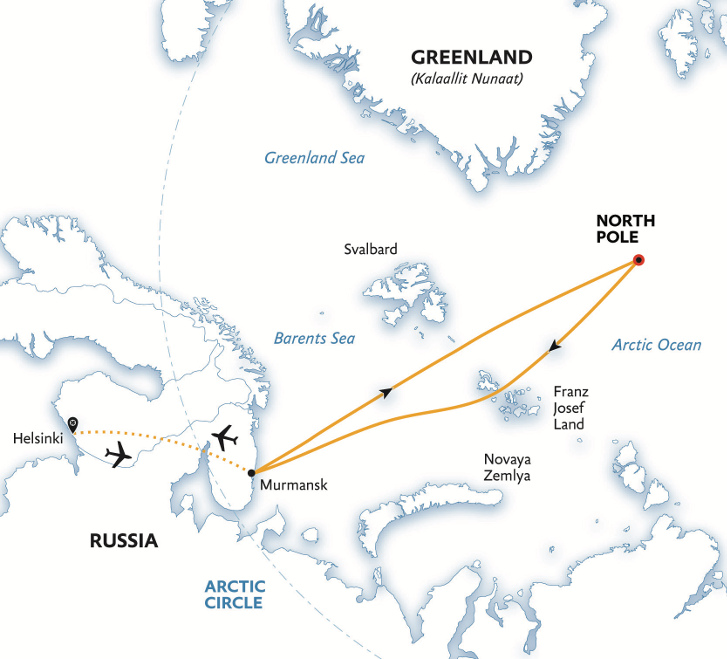 GREENLAND
(Kalaallit Nunaat)
Greenland Sea
NORTH
POLE
Svalbard
Barents Sea
Arctic Ocean
Franz
Josef
Land
Helsinki
Novaya
Zemlya
Murmansk
RUSSIA
ARCTIC
CIRCLE